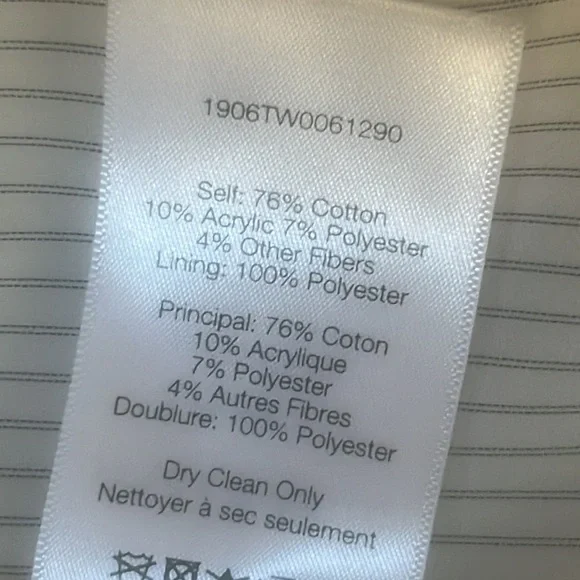 1906TW0061290
Self: 76% Cotton
10% Acrylic 7% Polyester
4% Other Fibers
Lining: 100% Polyester
Principal: 76% Coton
10% Acrylique
7% Polyester
4% Autres Fibres
Doublure: 100% Polyester
Dry Clean Only
Nettoyer à sec seulement